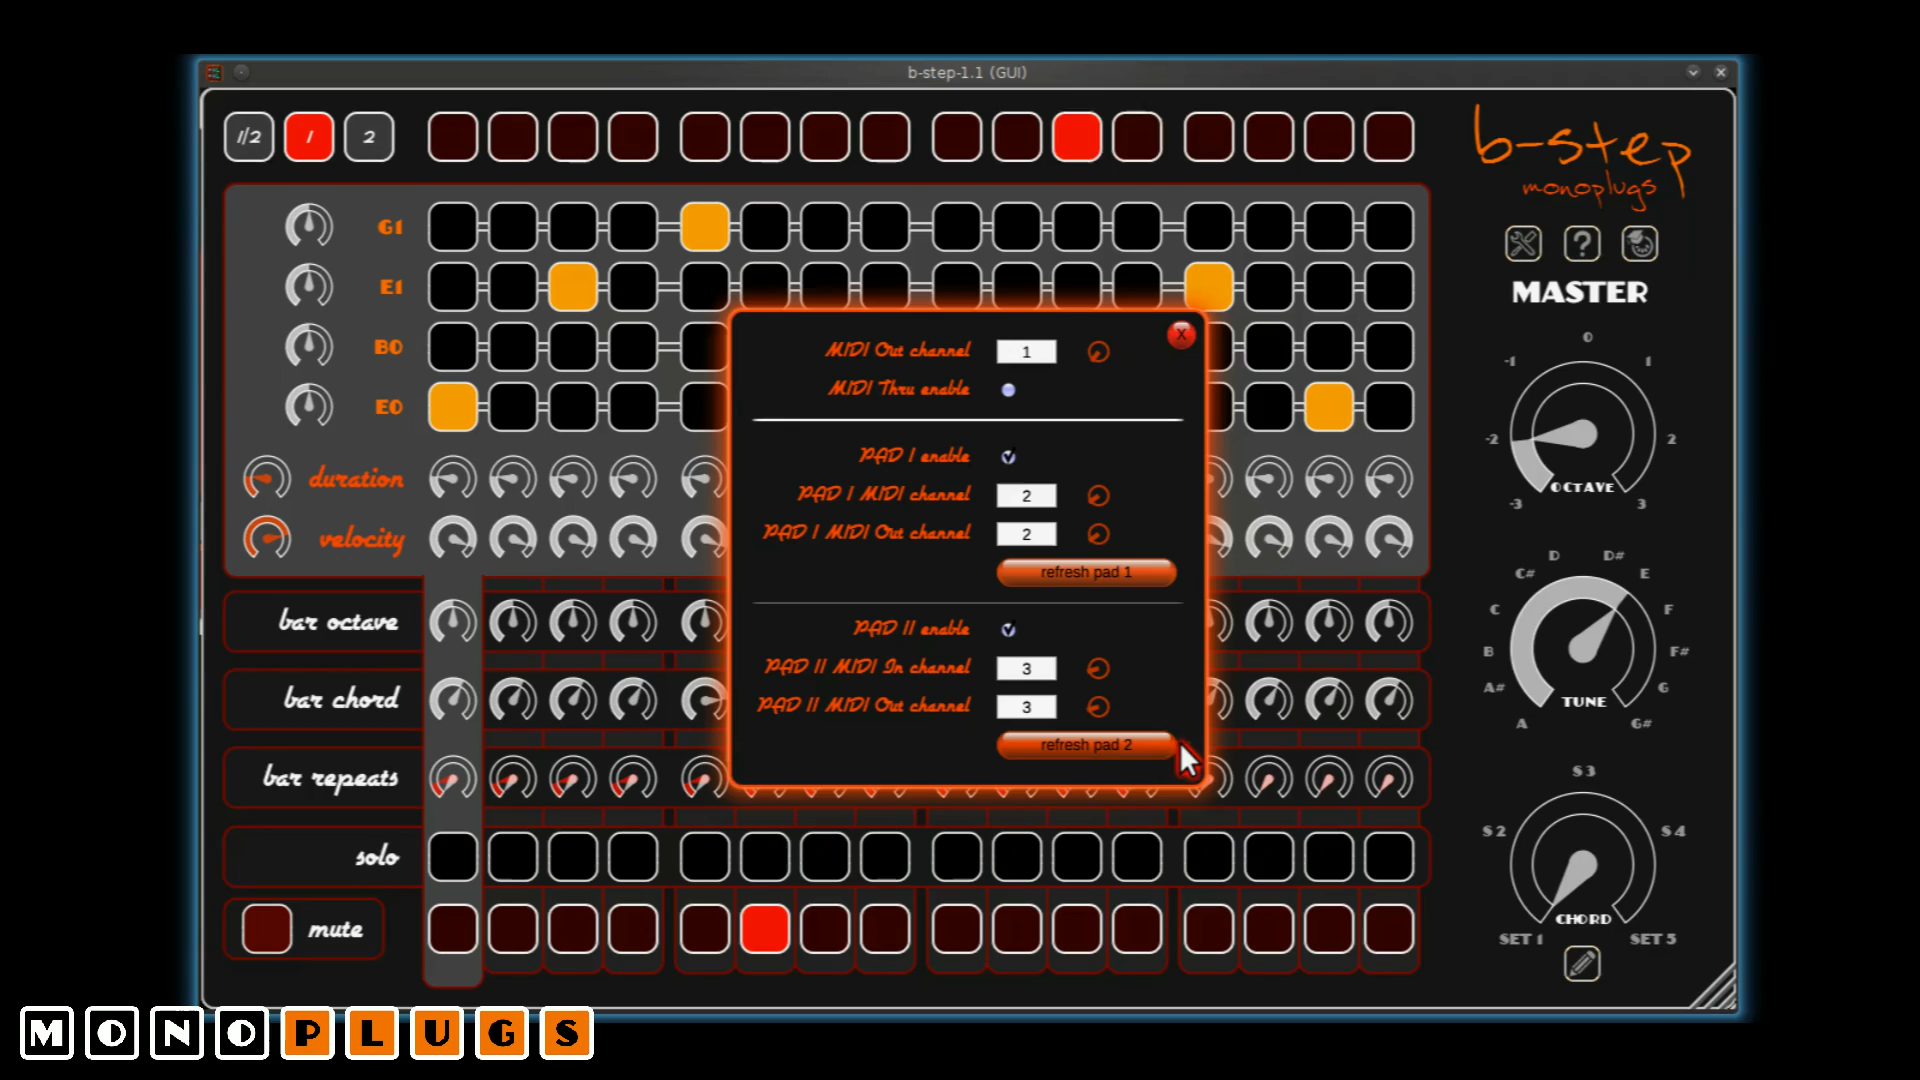 b-step-1.1 (GUI)
1/2 1 2
b-step
monoplugs
?
MASTER
G1
E1
B0
E0
duration
velocity
bar octave
bar chord
bar repeats
solo
mute
X
MIDI Out channel 1
MIDI Thru enable
PAD I enable
PAD I MIDI channel 2
PAD I MIDI Out channel 2
refresh pad 1
PAD II enable
PAD II MIDI In channel 3
PAD II MIDI Out channel 3
refresh pad 2
0
-1 1
-2 2
-3 3
OCTAVE
D D#
C# E
C F
B F#
A# G
A G#
TUNE
S 3
S 2 S 4
CHORD
SET 1 SET 5
MONOPLUGS